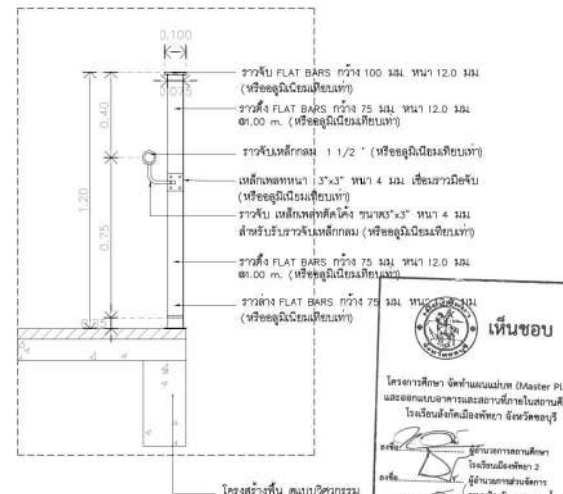 0.100
0.075
ราวจับ FLAT BARS กว้าง 100 มม. หนา 12.0 มม.
(หรืออลูมิเนียมเทียบเท่า)
ราวตั้ง FLAT BARS กว้าง 75 มม. หนา 12.0 มม.
@1.00 m. (หรืออลูมิเนียมเทียบเท่า)
ราวจับเหล็กกลม 1 1/2 " (หรืออลูมิเนียมเทียบเท่า)
เหล็กเพลทหนา 3"x3" หนา 4 มม. เชื่อมราวมือจับ
(หรืออลูมิเนียมเทียบเท่า)
ราวจับ เหล็กเพลทดัดโค้ง ขนาด3"x3" หนา 4 มม.
สำหรับรับราวจับเหล็กกลม (หรืออลูมิเนียมเทียบเท่า)
ราวตั้ง FLAT BARS กว้าง 75 มม. หนา 12.0 มม.
@1.00 m. (หรืออลูมิเนียมเทียบเท่า)
ราวล่าง FLAT BARS กว้าง 75 มม.
(หรืออลูมิเนียมเทียบเท่า)
0.40
1.20
0.75
โครงสร้างพื้น ดูแบบวิศวกรรม
เห็นชอบ
โครงการศึกษา จัดทำแผนแม่บท (Master Pl
และออกแบบอาคารและสถานที่ภายในสถานศึ
โรงเรียนสังกัดเมืองพัทยา จังหวัดชลบุรี
ลงชื่อ ผู้อำนวยการสถานศึกษา
โรงเรียนเมืองพัทยา 2
ลงชื่อ ผู้อำนวยการส่วนจัดการ